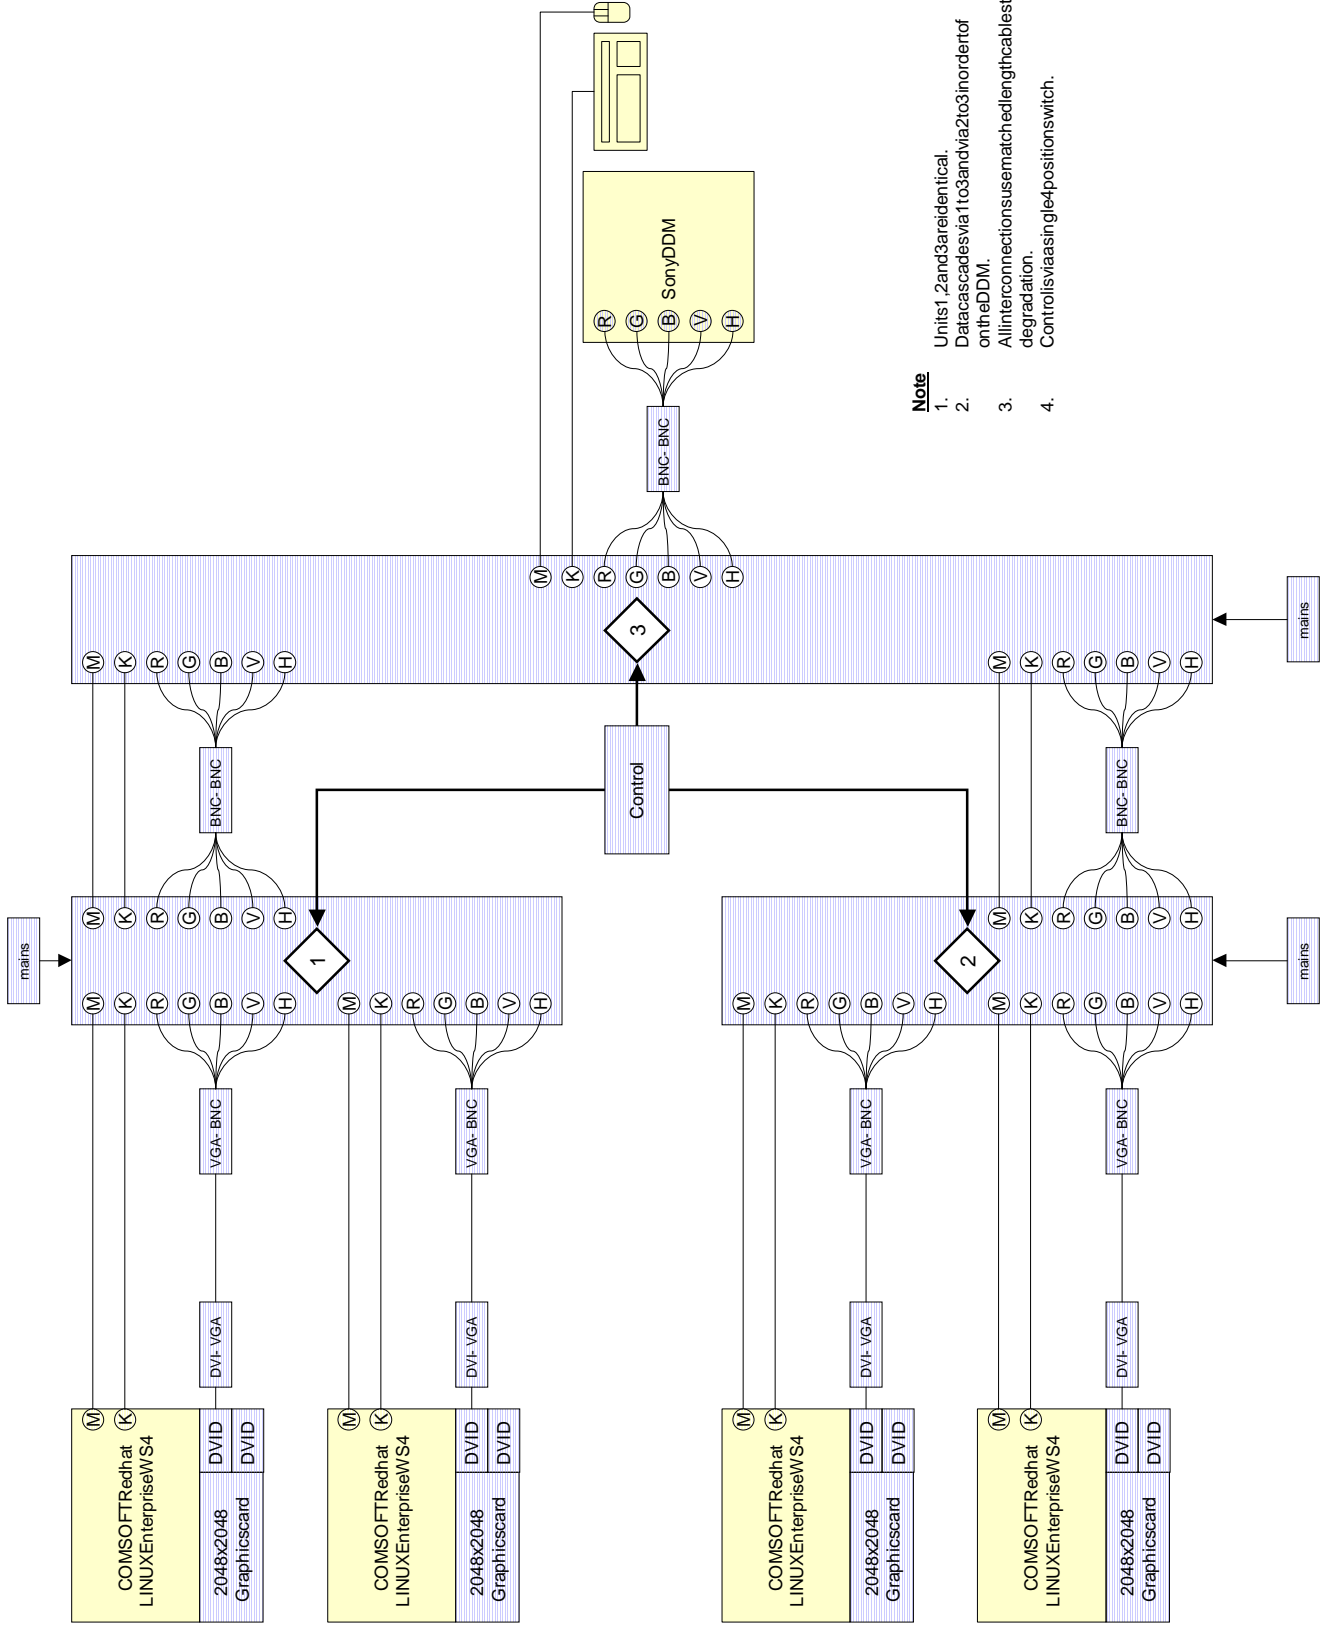 mains
COMSOFTRedhat
LINUXEnterpriseWS4
M
K
2048x2048
Graphicscard
DVID
DVID
DVI- VGA
VGA- BNC
M
K
R
G
B
V
H
1
M
K
R
G
B
V
H
BNC- BNC
M
K
R
G
B
V
H
COMSOFTRedhat
LINUXEnterpriseWS4
M
K
2048x2048
Graphicscard
DVID
DVID
DVI- VGA
VGA- BNC
M
K
R
G
B
V
H
Control
3
M
K
R
G
B
V
H
BNC- BNC
R
G
B
V
H
SonyDDM
COMSOFTRedhat
LINUXEnterpriseWS4
M
K
2048x2048
Graphicscard
DVID
DVID
DVI- VGA
VGA- BNC
M
K
R
G
B
V
H
2
COMSOFTRedhat
LINUXEnterpriseWS4
M
K
2048x2048
Graphicscard
DVID
DVID
DVI- VGA
VGA- BNC
M
K
R
G
B
V
H
M
K
R
G
B
V
H
BNC- BNC
M
K
R
G
B
V
H
mains
mains
Note
1. Units1,2and3areidentical.
2. Datacascadesvia1to3andvia2to3inordertof
ontheDDM.
3. Allinterconnectionsusematchedlengthcablest
degradation.
4. Controlisviaasingle4positionswitch.